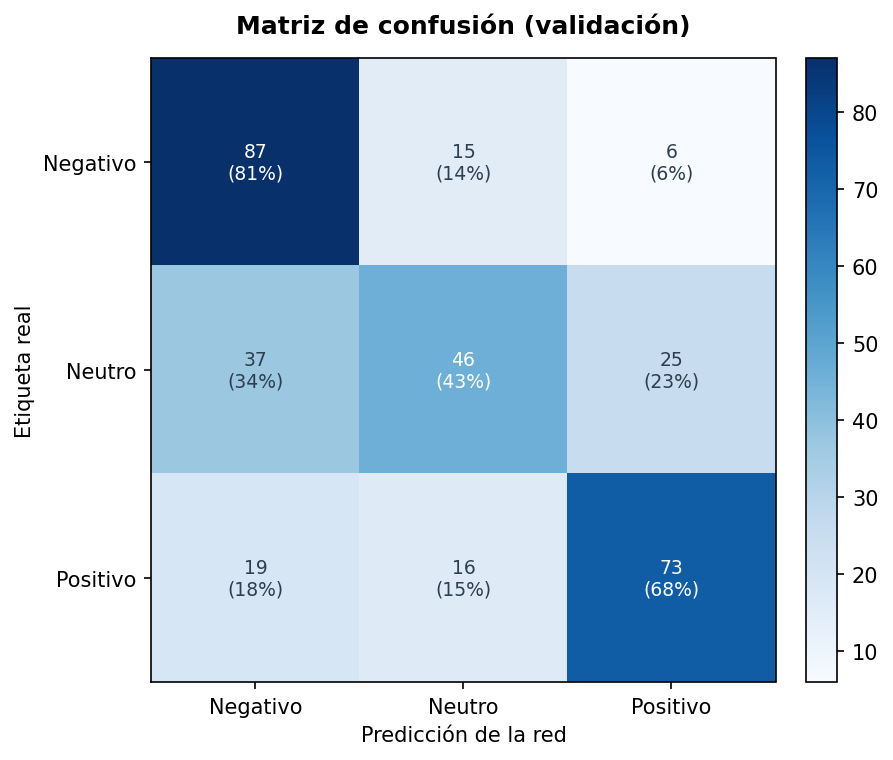 Matriz de confusión (validación)
Etiqueta real
Negativo
87
(81%)
15
(14%)
6
(6%)
Neutro
37
(34%)
46
(43%)
25
(23%)
Positivo
19
(18%)
16
(15%)
73
(68%)
Negativo
Neutro
Positivo
Predicción de la red
80
70
60
50
40
30
20
10